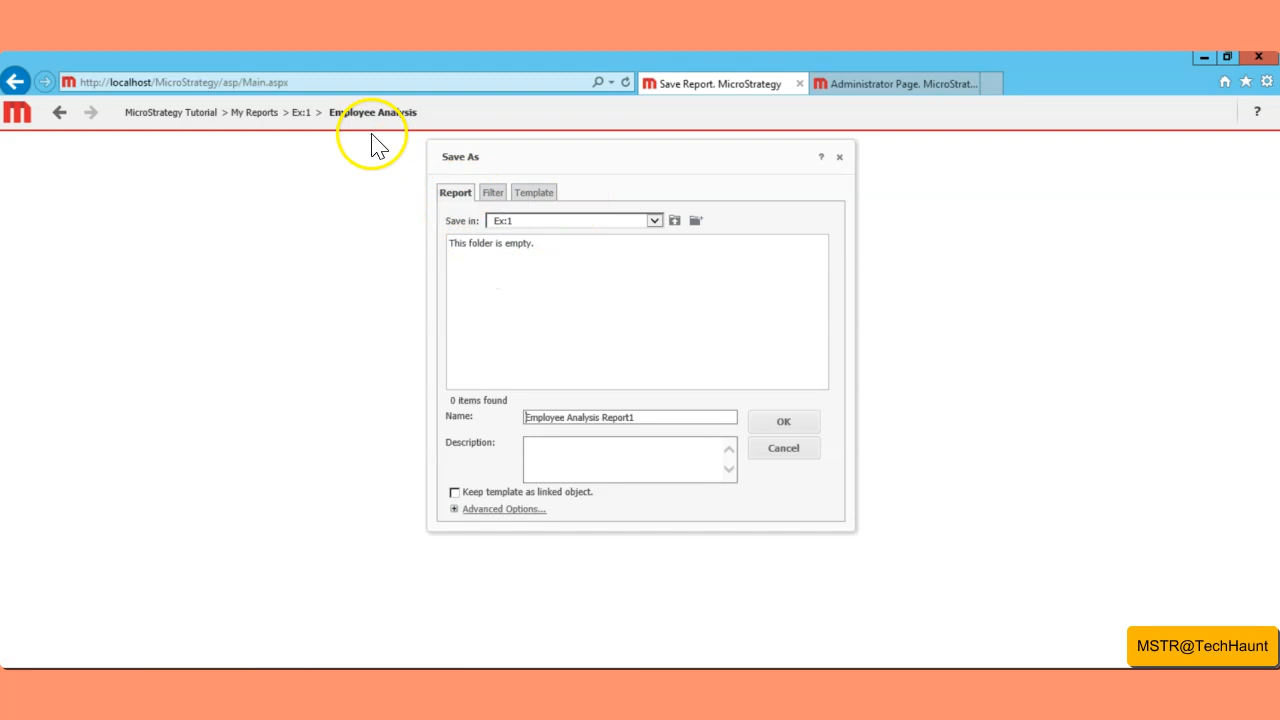 http://localhost/MicroStrategy/asp/Main.aspx
Save Report. MicroStrategy
Administrator Page. MicroStrat...
MicroStrategy Tutorial > My Reports > Ex:1 > Employee Analysis
?
Save As
?
Report
Filter
Template
Save in:
Ex:1
This folder is empty.
0 items found
Name:
Employee Analysis Report1
OK
Description:
Cancel
Keep template as linked object.
Advanced Options...
MSTR@TechHaunt